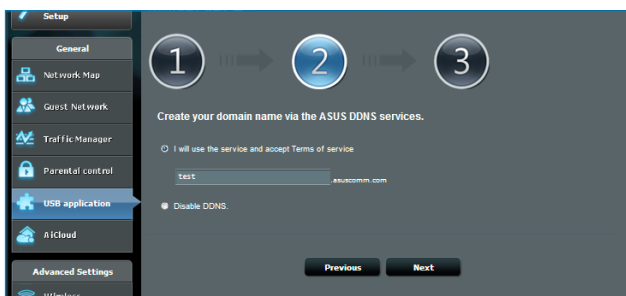 Setup
General
Network Map
Guest Network
Traffic Manager
Parental control
USB application
AiCloud
Advanced Settings
Wireless
1
2
3
Create your domain name via the ASUS DDNS services.
I will use the service and accept Terms of service
test .asuscomm.com
Disable DDNS.
Previous Next